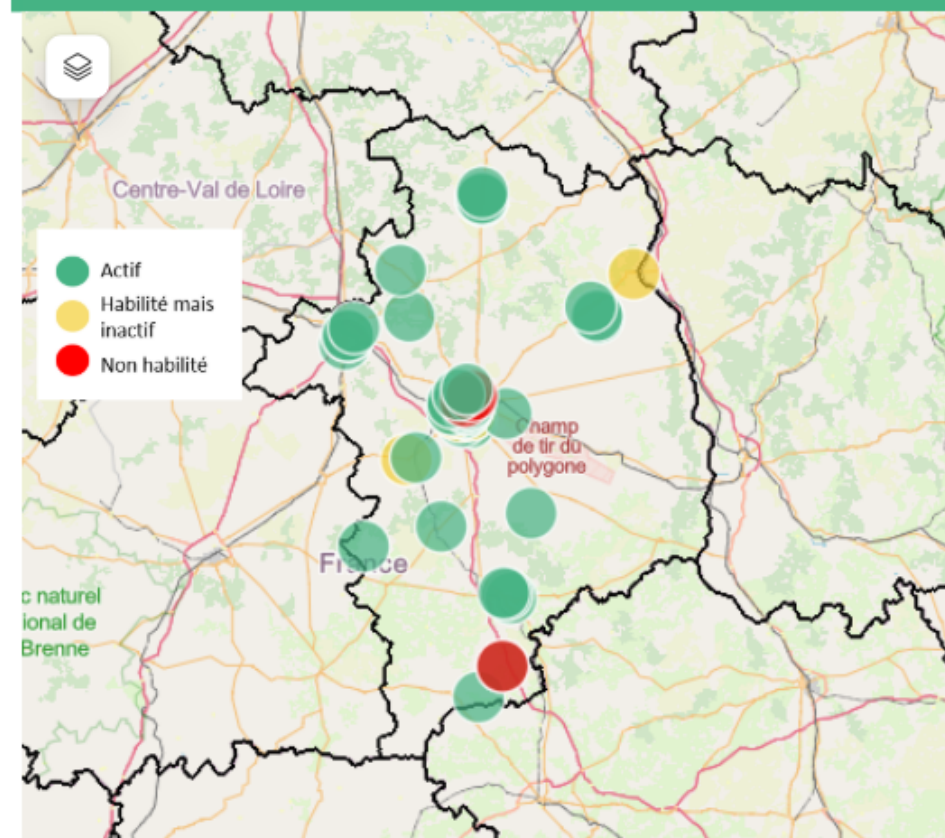 Centre-Val de Loire
Actif
Habilité mais
inactif
Non habilité
Champ
de tir du
polygone
France
c naturel
ional de
Brenne